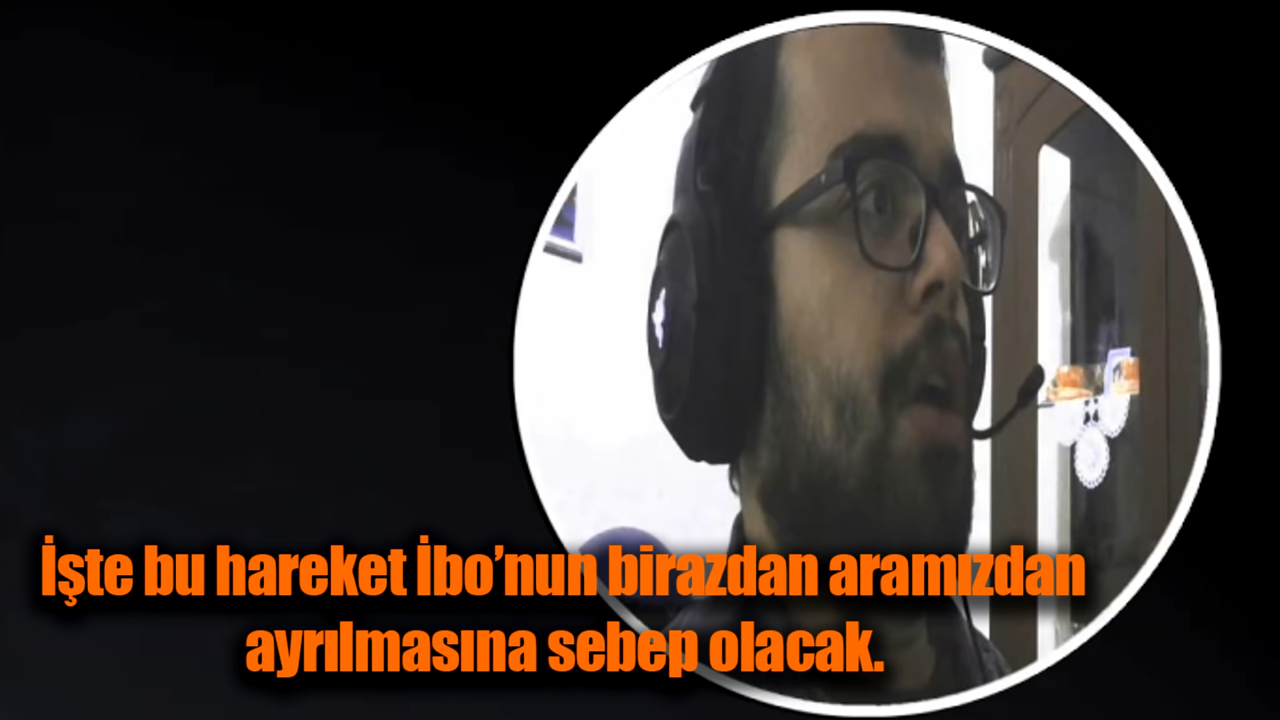 İşte bu hareket İbo’nun birazdan aramızdan
ayrılmasına sebep olacak.